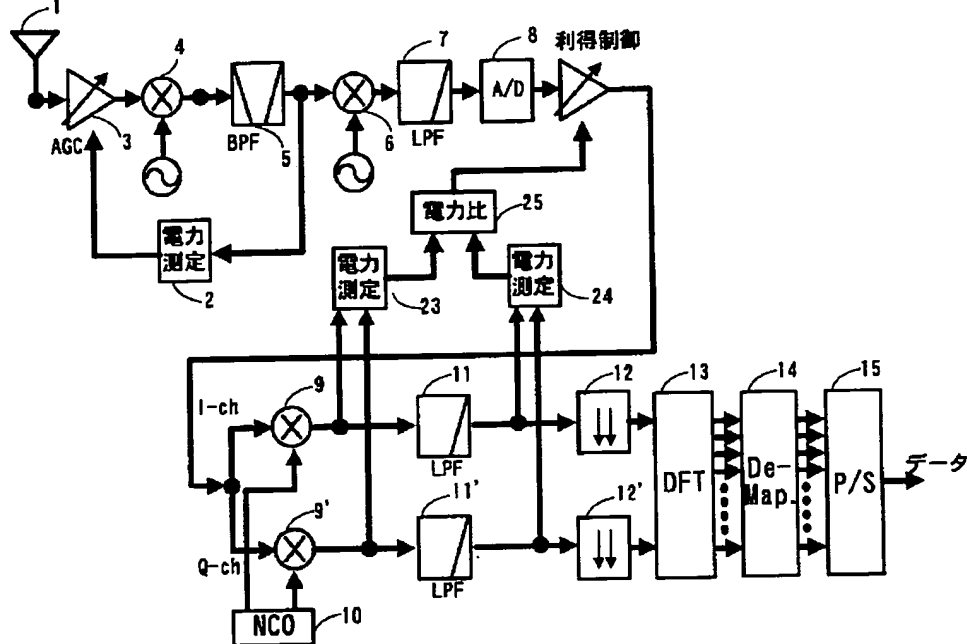 1
4
7
8
利得制御
A/D
AGC
3
BPF
5
6
LPF
電力比
25
電力
測定
2
電力
測定
23
電力
測定
24
I-ch
9
11
LPF
12
13
14
15
DFT
De-
Map.
P/S
データ
Q-ch
9'
11'
LPF
12'
NCO
10